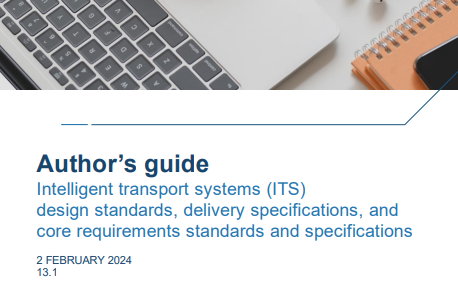 Author's guide
Intelligent transport systems (ITS)
design standards, delivery specifications, and
core requirements standards and specifications
2 FEBRUARY 2024
13.1